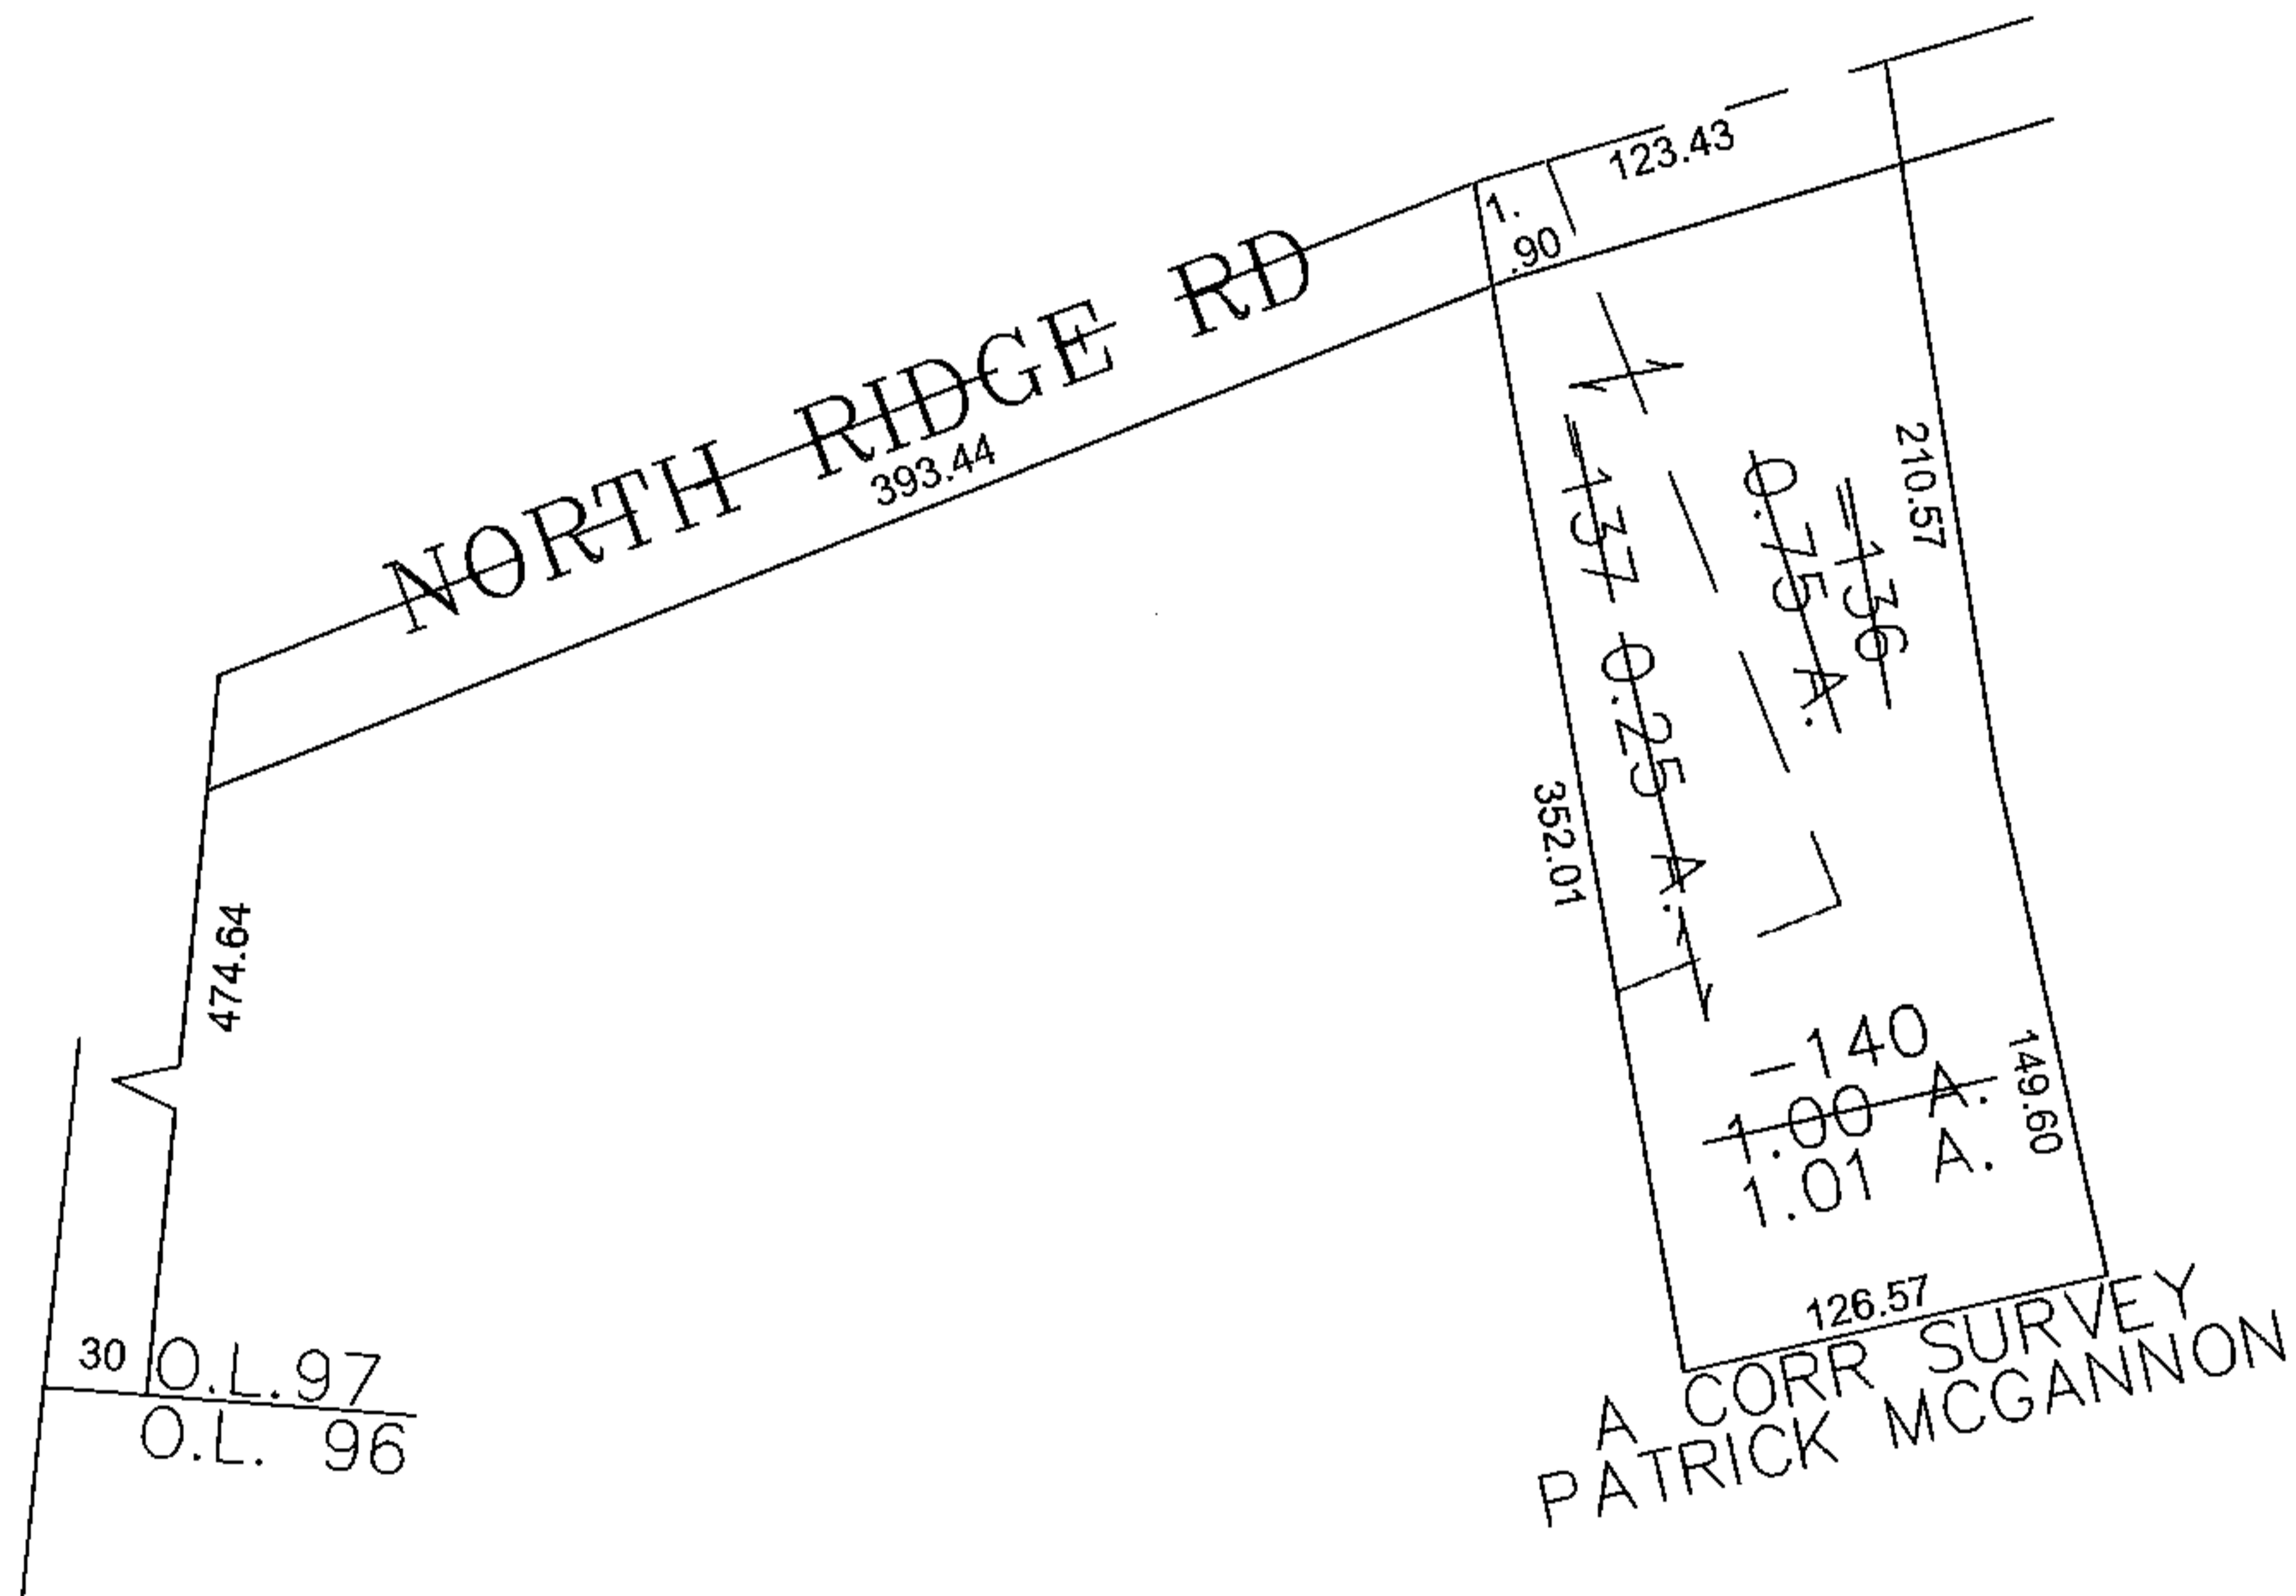 NORTH RIDGE RD
393.44
123.43
1.
.90
210.57
-137 0.25 A.
-136
0.75 A.
352.01
474.64
149.60
-140
1.00 A.
1.01 A.
126.57
30
O.L.97
O.L. 96
A CORR SURVEY
PATRICK MCGANNON